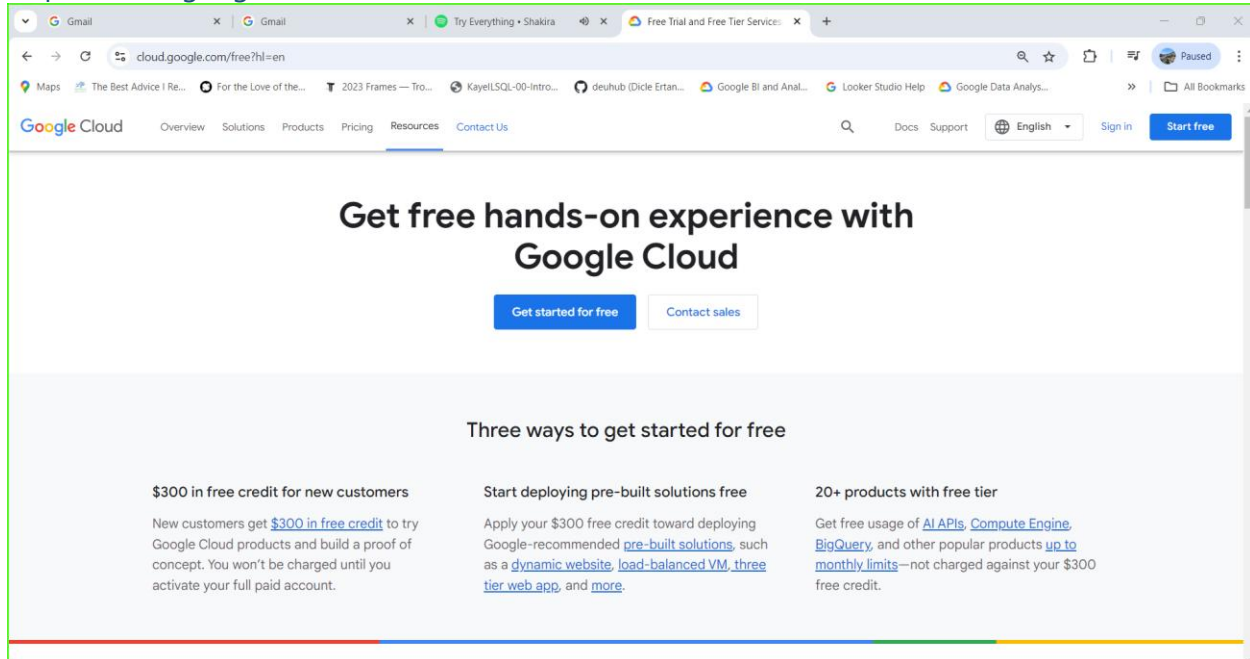 Gmail
Gmail
Try Everything • Shakira
Free Trial and Free Tier Services
cloud.google.com/free?hl=en
Paused
Maps
The Best Advice I Re...
For the Love of the...
2023 Frames — Tro...
KayelLSQL-00-Intro...
deuhub (Dicle Ertan...
Google BI and Anal...
Looker Studio Help
Google Data Analys...
All Bookmarks
Google Cloud
Overview
Solutions
Products
Pricing
Resources
Contact Us
Docs
Support
English
Sign in
Start free
Get free hands-on experience with
Google Cloud
Get started for free
Contact sales
Three ways to get started for free
$300 in free credit for new customers
New customers get $300 in free credit to try
Google Cloud products and build a proof of
concept. You won't be charged until you
activate your full paid account.
Start deploying pre-built solutions free
Apply your $300 free credit toward deploying
Google-recommended pre-built solutions, such
as a dynamic website, load-balanced VM, three
tier web app, and more.
20+ products with free tier
Get free usage of AI APIs, Compute Engine,
BigQuery, and other popular products up to
monthly limits—not charged against your $300
free credit.